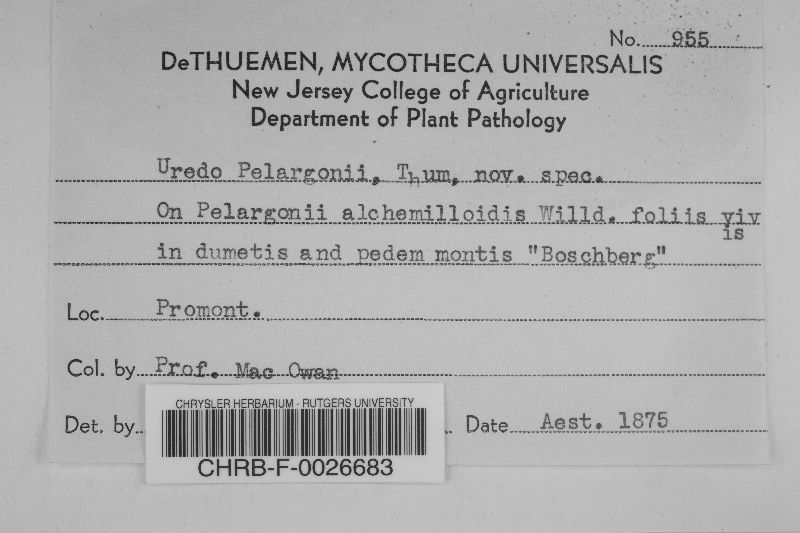 No. 955
DeTHUEMEN, MYCOTHECA UNIVERSALIS
New Jersey College of Agriculture
Department of Plant Pathology
Uredo Pelargonii, Thum, nov. spec.
On Pelargonii alchemilloidis Willd. foliis viv
is
in dumetis and pedem montis "Boschberg"
Loc. Promont.
Col. by Prof. Mac Owan
Det. by Date Aest. 1875
CHRYSLER HERBARIUM - RUTGERS UNIVERSITY
CHRB-F-0026683